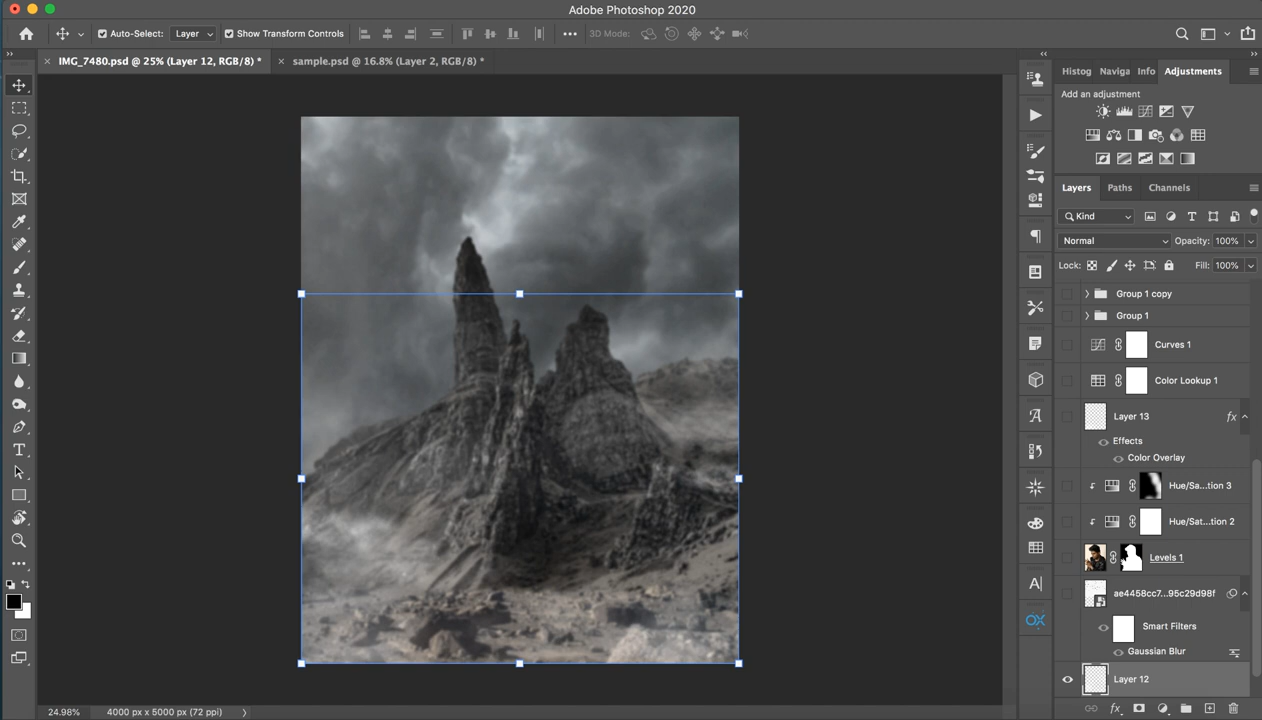 Adobe Photoshop 2020
Auto-Select: Layer Show Transform Controls 3D Mode:
IMG_7480.psd @ 25% (Layer 12, RGB/8) * sample.psd @ 16.8% (Layer 2, RGB/8) *
Histog Naviga Info Adjustments
Add an adjustment
Layers Paths Channels
Kind
Normal Opacity: 100%
Lock: Fill: 100%
Group 1 copy
Group 1
Curves 1
Color Lookup 1
Layer 13 fx
Effects
Color Overlay
Hue/Sa...tion 3
Hue/Sat...tion 2
Levels 1
ae4458cc7...95c29d98f
Smart Filters
Gaussian Blur
Layer 12
24.98% 4000 px x 5000 px (72 ppi)
fx